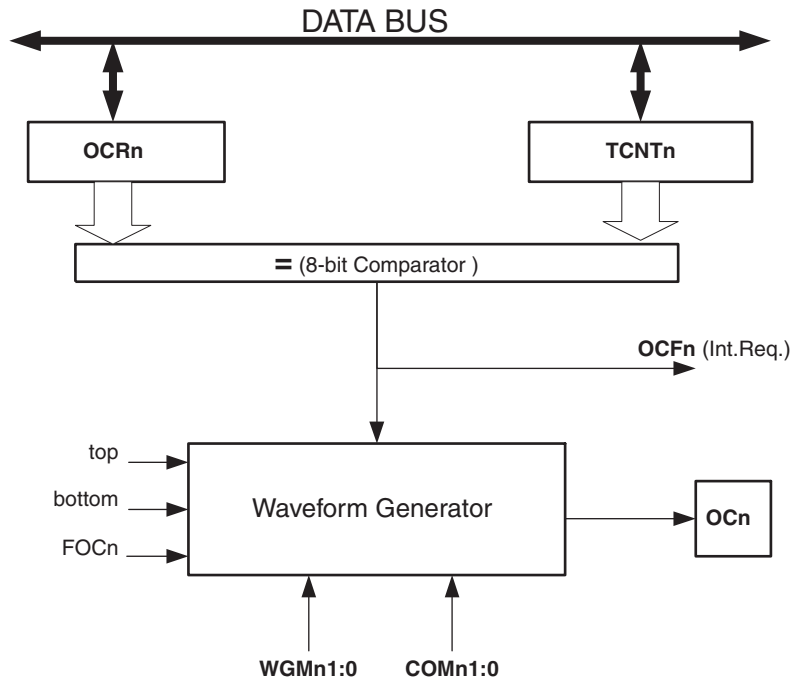 DATA BUS
OCRn
TCNTn
= (8-bit Comparator )
OCFn (Int.Req.)
top
bottom
FOCn
Waveform Generator
OCn
WGMn1:0
COMn1:0